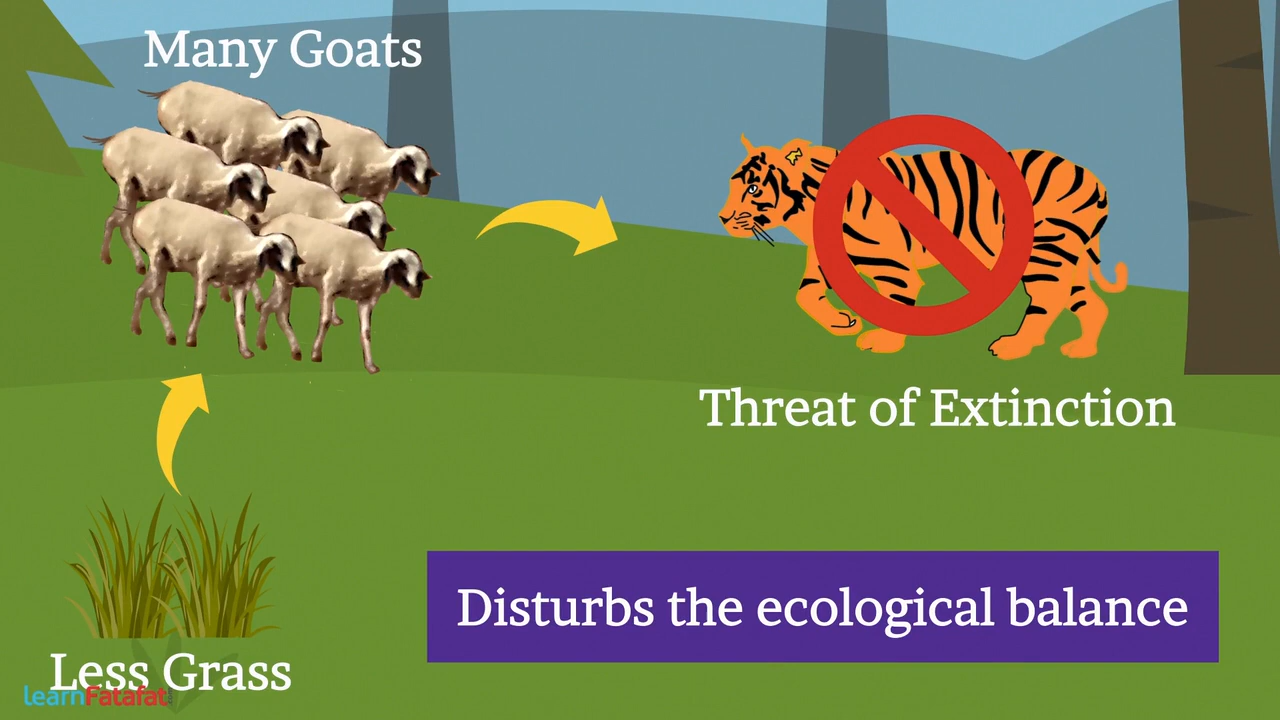 Many Goats
Threat of Extinction
Disturbs the ecological balance
Less Grass
learnFatafat